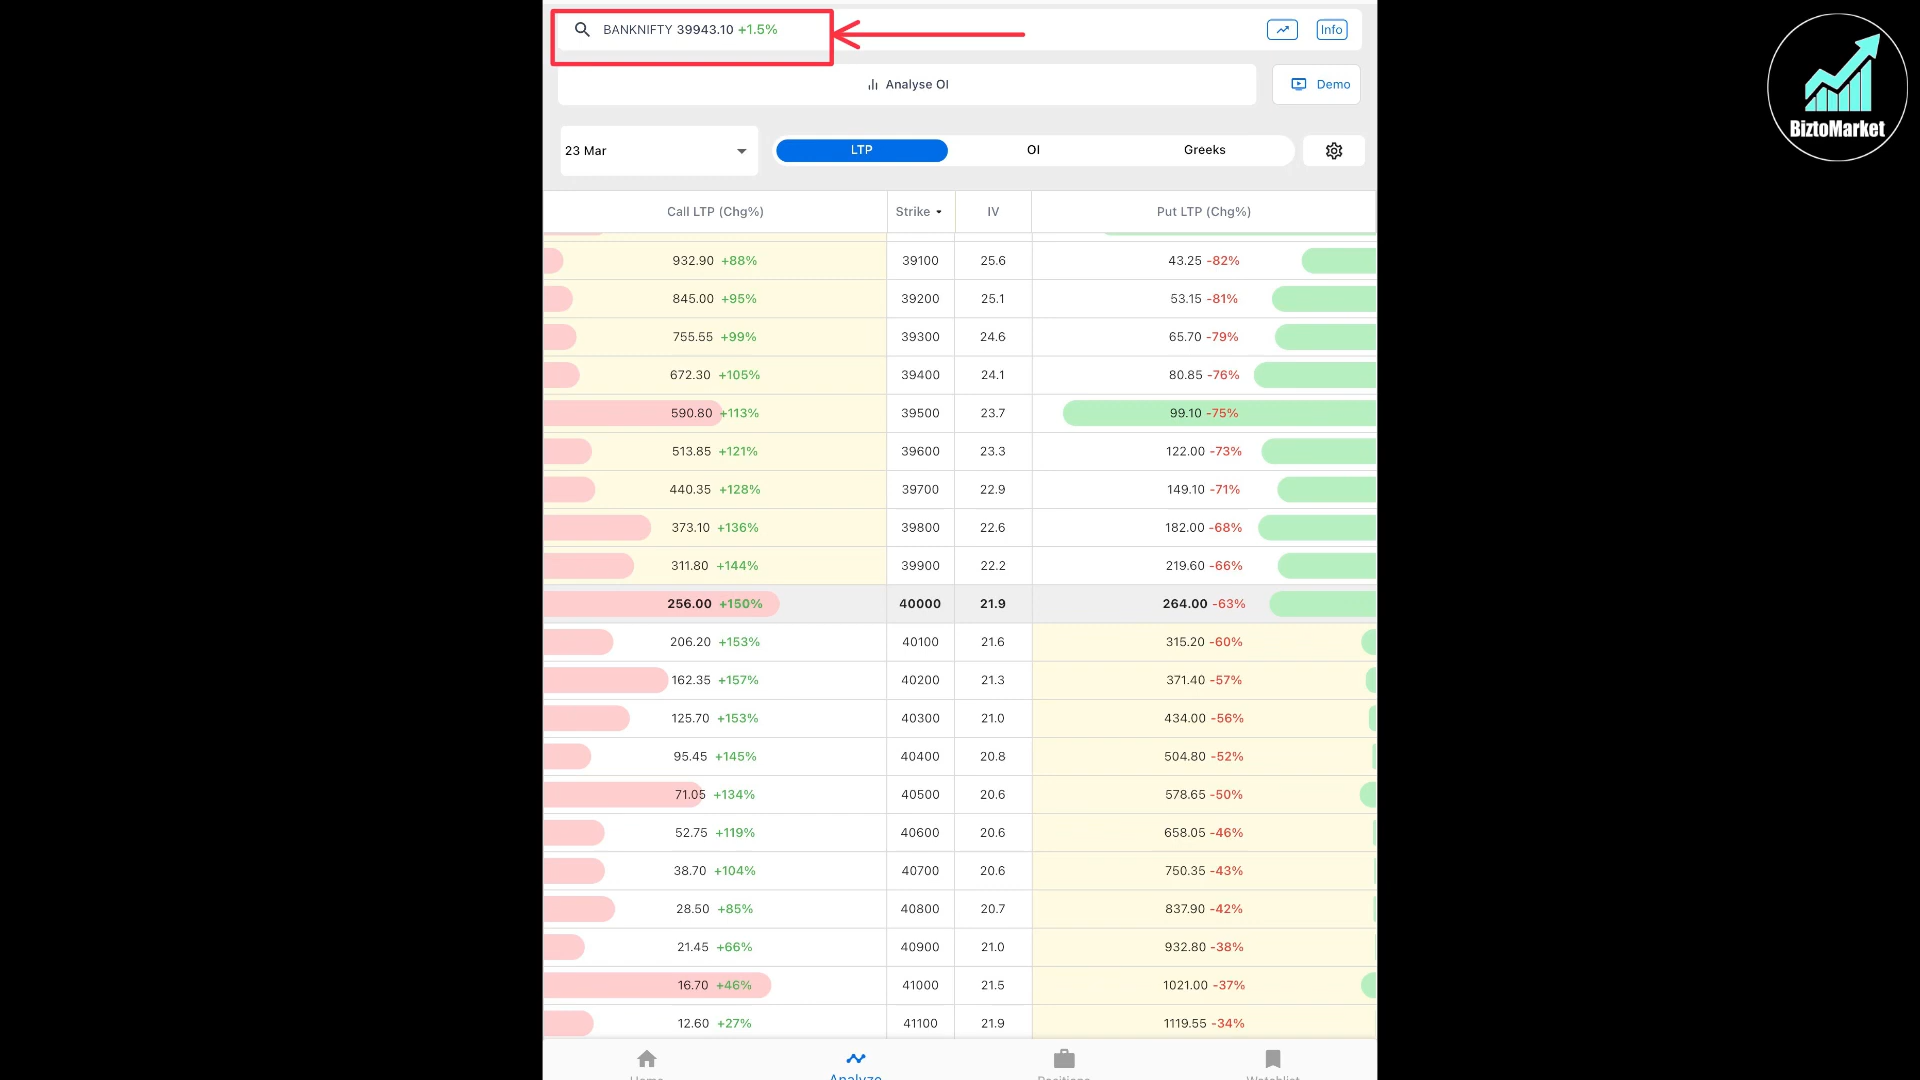 BANKNIFTY 39943.10 +1.5%
Info
BiztoMarket
Analyse OI
Demo
23 Mar
LTP
OI
Greeks
Call LTP (Chg%) Strike IV Put LTP (Chg%)
932.90 +88% 39100 25.6 43.25 -82%
845.00 +95% 39200 25.1 53.15 -81%
755.55 +99% 39300 24.6 65.70 -79%
672.30 +105% 39400 24.1 80.85 -76%
590.80 +113% 39500 23.7 99.10 -75%
513.85 +121% 39600 23.3 122.00 -73%
440.35 +128% 39700 22.9 149.10 -71%
373.10 +136% 39800 22.6 182.00 -68%
311.80 +144% 39900 22.2 219.60 -66%
256.00 +150% 40000 21.9 264.00 -63%
206.20 +153% 40100 21.6 315.20 -60%
162.35 +157% 40200 21.3 371.40 -57%
125.70 +153% 40300 21.0 434.00 -56%
95.45 +145% 40400 20.8 504.80 -52%
71.05 +134% 40500 20.6 578.65 -50%
52.75 +119% 40600 20.6 658.05 -46%
38.70 +104% 40700 20.6 750.35 -43%
28.50 +85% 40800 20.7 837.90 -42%
21.45 +66% 40900 21.0 932.80 -38%
16.70 +46% 41000 21.5 1021.00 -37%
12.60 +27% 41100 21.9 1119.55 -34%
Analyze